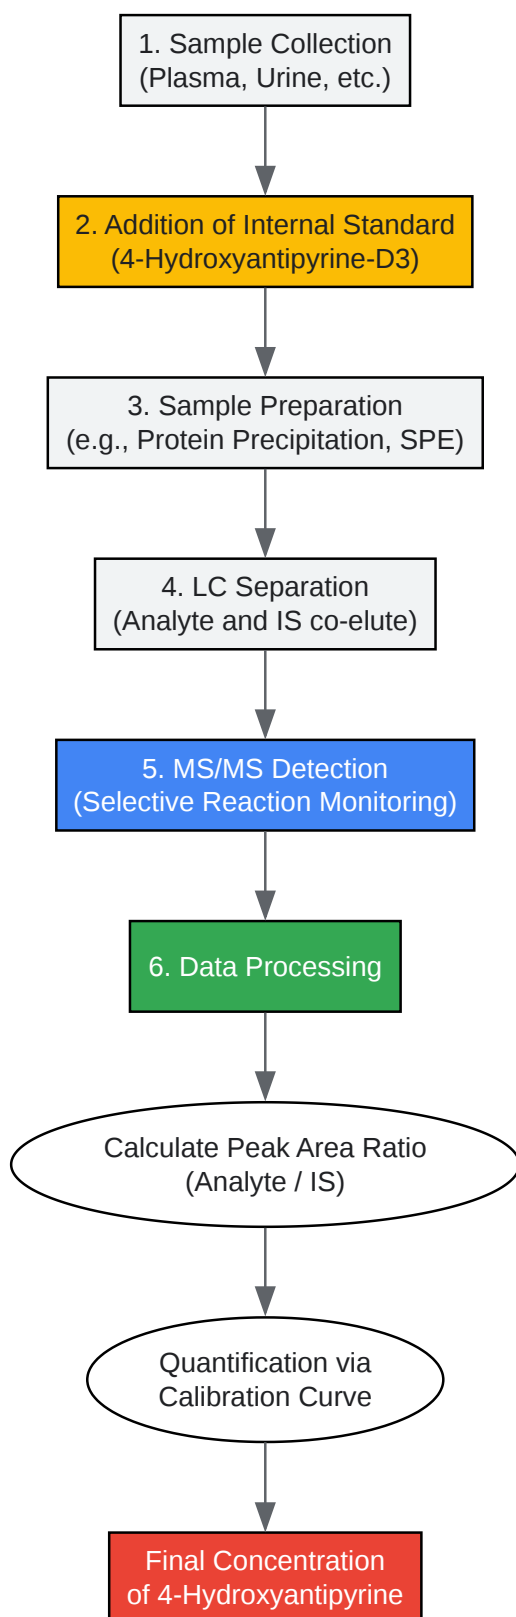 1. Sample Collection
(Plasma, Urine, etc.)
2. Addition of Internal Standard
(4-Hydroxyantipyrine-D3)
3. Sample Preparation
(e.g., Protein Precipitation, SPE)
4. LC Separation
(Analyte and IS co-elute)
5. MS/MS Detection
(Selective Reaction Monitoring)
6. Data Processing
Calculate Peak Area Ratio
(Analyte / IS)
Quantification via
Calibration Curve
Final Concentration
of 4-Hydroxyantipyrine